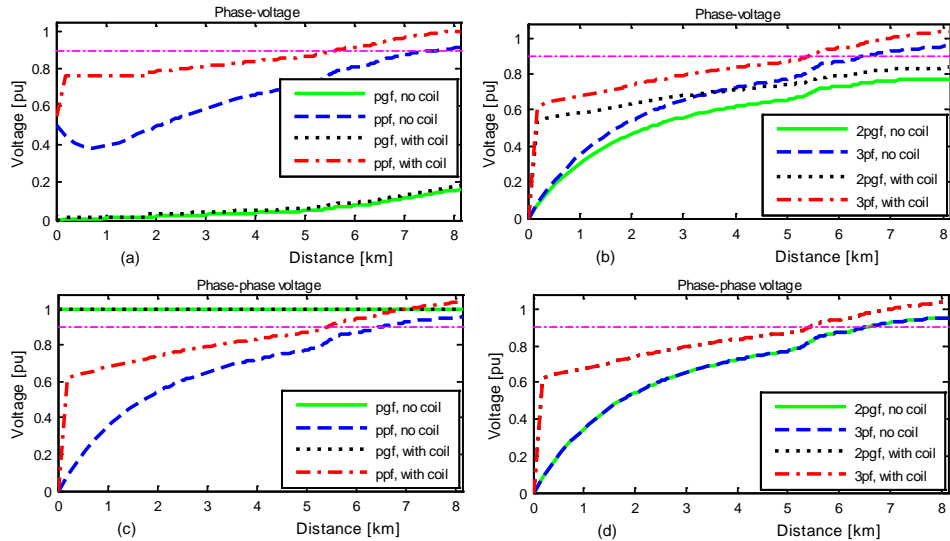 Phase-voltage
1
0.8
0.6
0.4
0.2
0
Voltage [pu]
pgf, no coil
ppf, no coil
pgf, with coil
ppf, with coil
0 1 2 3 4 5 6 7 8
(a)
Distance [km]
Phase-voltage
1
0.8
0.6
0.4
0.2
0
Voltage [pu]
2pgf, no coil
3pf, no coil
2pgf, with coil
3pf, with coil
0 1 2 3 4 5 6 7 8
(b)
Distance [km]
Phase-phase voltage
1
0.8
0.6
0.4
0.2
0
Voltage [pu]
pgf, no coil
ppf, no coil
pgf, with coil
ppf, with coil
0 1 2 3 4 5 6 7 8
(c)
Distance [km]
Phase-phase voltage
1
0.8
0.6
0.4
0.2
0
Voltage [pu]
2pgf, no coil
3pf, no coil
2pgf, with coil
3pf, with coil
0 1 2 3 4 5 6 7 8
(d)
Distance [km]